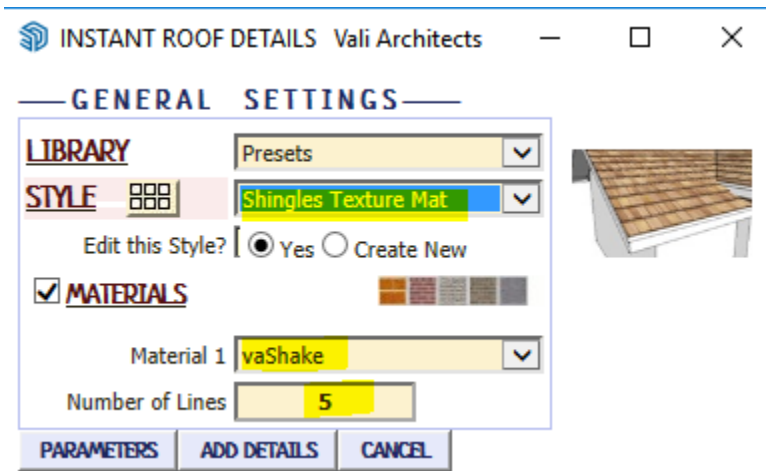 INSTANT ROOF DETAILS Vali Architects
GENERAL SETTINGS
LIBRARY Presets
STYLE Shingles Texture Mat
Edit this Style? Yes Create New
MATERIALS
Material 1 vaShake
Number of Lines 5
PARAMETERS ADD DETAILS CANCEL